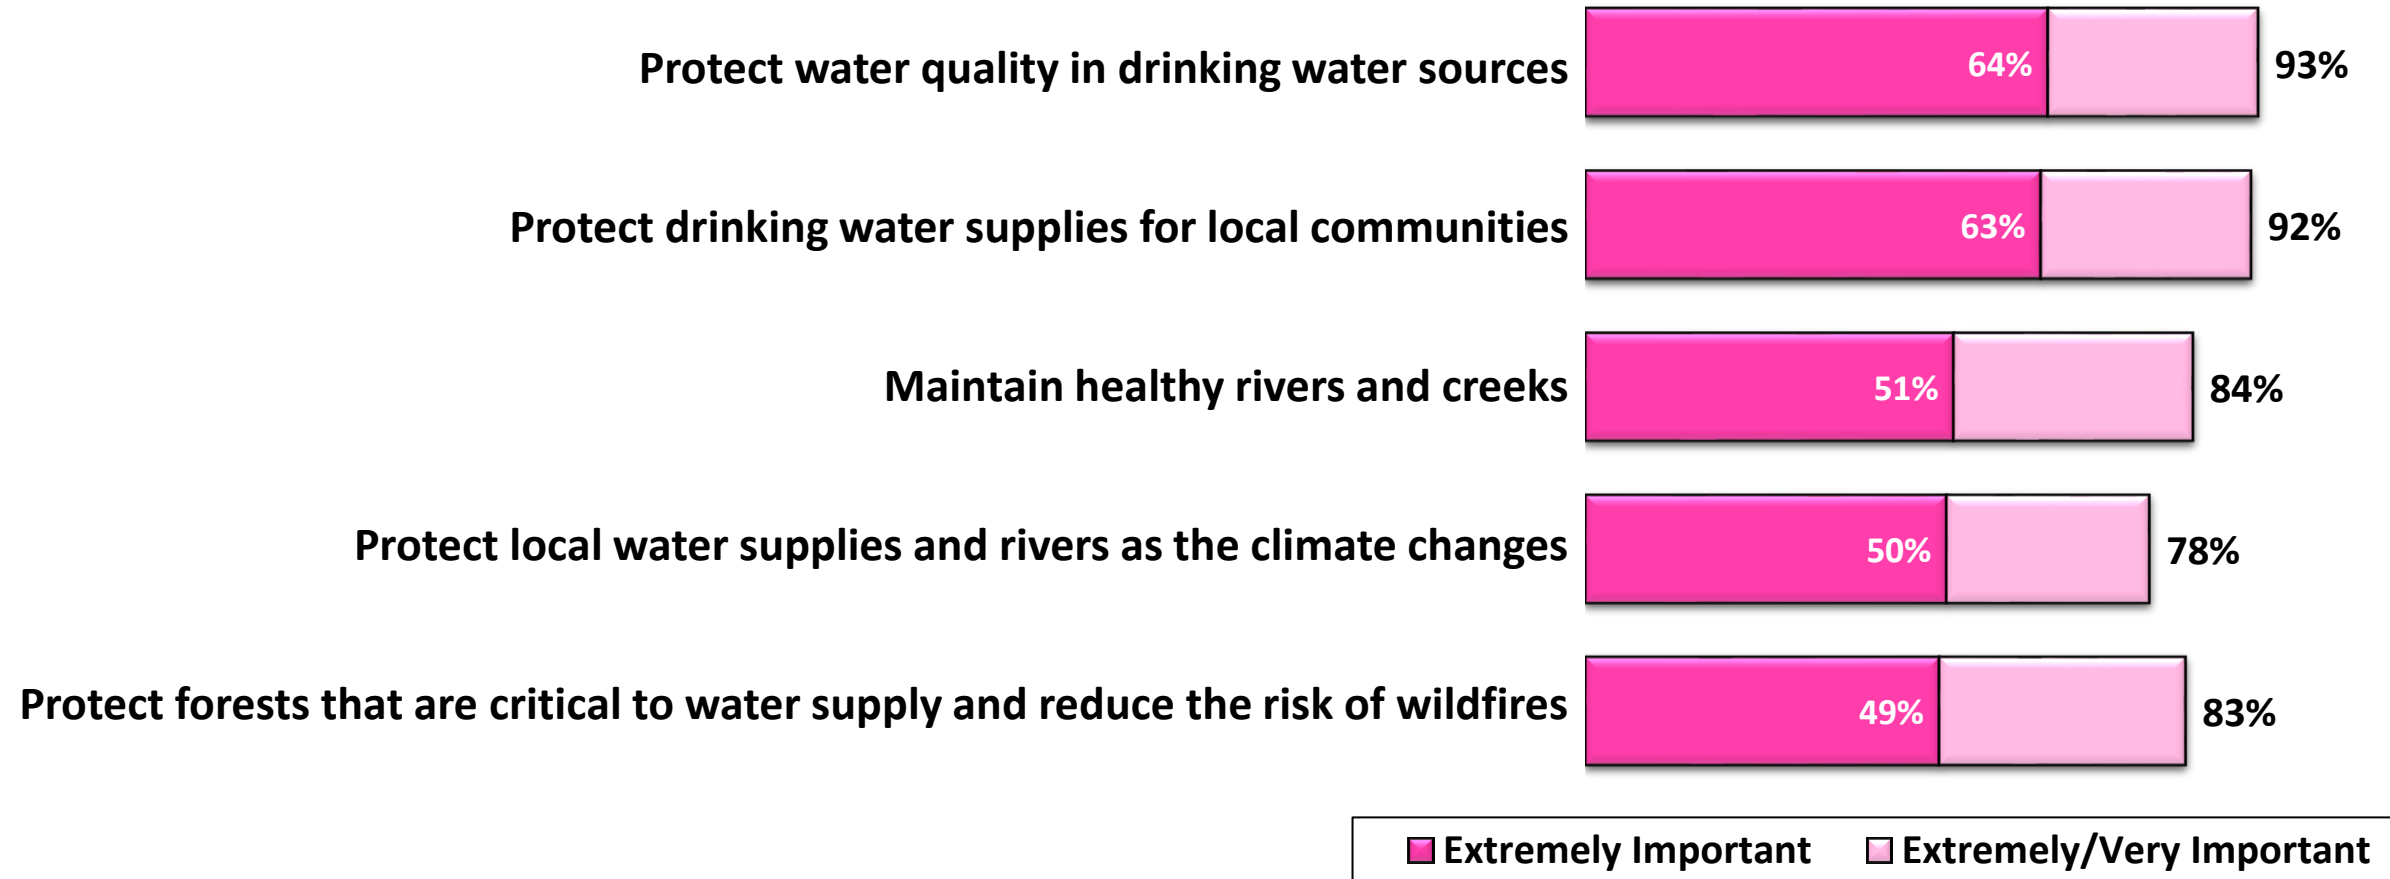 Protect water quality in drinking water sources 64% 93%
Protect drinking water supplies for local communities 63% 92%
Maintain healthy rivers and creeks 51% 84%
Protect local water supplies and rivers as the climate changes 50% 78%
Protect forests that are critical to water supply and reduce the risk of wildfires 49% 83%
Extremely Important Extremely/Very Important